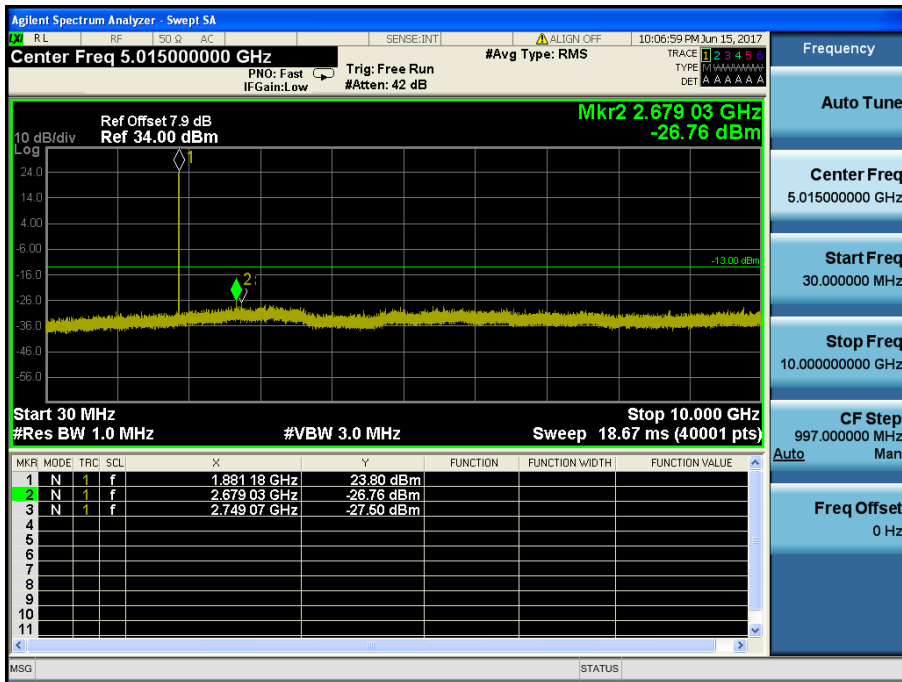 Agilent Spectrum Analyzer - Swept SA
LXI RL RF 50 Ω AC SENSE:INT ALIGN OFF 10:06:59 PM Jun 15, 2017
Center Freq 5.015000000 GHz #Avg Type: RMS TRACE 1 2 3 4 5 6
PNO: Fast Trig: Free Run TYPE M WWWWW
IFGain:Low #Atten: 42 dB DET A A A A A A
Mkr2 2.679 03 GHz
-26.76 dBm
Ref Offset 7.9 dB
10 dB/div Ref 34.00 dBm
Log
1
24.0
14.0
4.00
-6.00
-13.00 dBm
-16.0
2
-26.0
-36.0
-46.0
-56.0
Start 30 MHz Stop 10.000 GHz
#Res BW 1.0 MHz #VBW 3.0 MHz Sweep 18.67 ms (40001 pts)
MKR MODE TRC SCL X Y FUNCTION FUNCTION WIDTH FUNCTION VALUE
1 N 1 f 1.881 18 GHz 23.80 dBm
2 N 1 f 2.679 03 GHz -26.76 dBm
3 N 1 f 2.749 07 GHz -27.50 dBm
4
5
6
7
8
9
10
11
MSG STATUS
Frequency
Auto Tune
Center Freq
5.015000000 GHz
Start Freq
30.000000 MHz
Stop Freq
10.000000000 GHz
CF Step
997.000000 MHz
Auto Man
Freq Offset
0 Hz